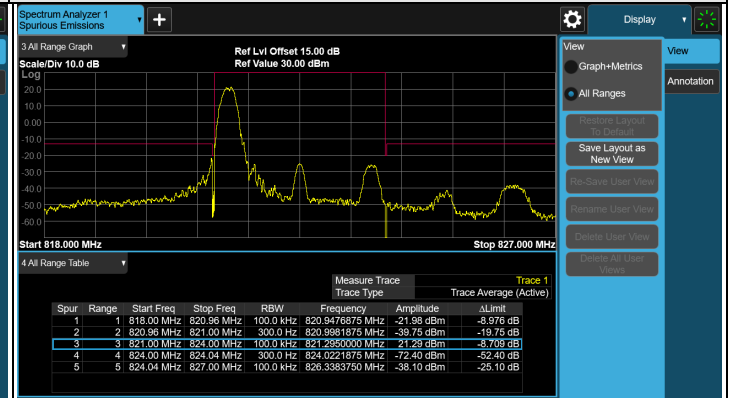 Spectrum Analyzer 1
Spurious Emissions
Display
3 All Range Graph
Ref Lvl Offset 15.00 dB
Scale/Div 10.0 dB
Ref Value 30.00 dBm
Log
20.0
10.0
0.00
-10.0
-20.0
-30.0
-40.0
-50.0
-60.0
Start 818.000 MHz
Stop 827.000 MHz
View
Graph+Metrics
All Ranges
Restore Layout
To Default
Save Layout as
New View
Re-Save User View
Rename User View
Delete User View
Delete All User
Views
View
Annotation
4 All Range Table
Measure Trace Trace 1
Trace Type Trace Average (Active)
Spur Range Start Freq Stop Freq RBW Frequency Amplitude ΔLimit
1 1 818.00 MHz 820.96 MHz 100.0 kHz 820.9476875 MHz -21.98 dBm -8.976 dB
2 2 820.96 MHz 821.00 MHz 300.0 Hz 820.9981875 MHz -39.75 dBm -19.75 dB
3 3 821.00 MHz 824.00 MHz 100.0 kHz 821.2950000 MHz 21.29 dBm -8.709 dB
4 4 824.00 MHz 824.04 MHz 300.0 Hz 824.0221875 MHz -72.40 dBm -52.40 dB
5 5 824.04 MHz 827.00 MHz 100.0 kHz 826.3383750 MHz -38.10 dBm -25.10 dB